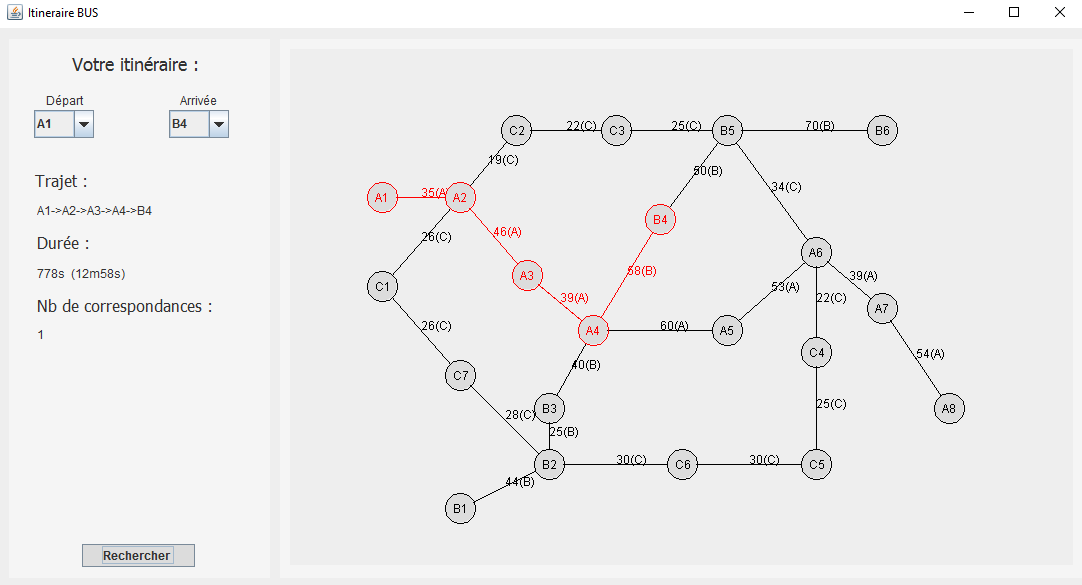 Itineraire BUS
Votre itinéraire :
Départ Arrivée
A1 B4
Trajet :
A1->A2->A3->A4->B4
Durée :
778s (12m58s)
Nb de correspondances :
1
Rechercher
C2 22(C) C3 25(C) B5 70(B) B6
19(C) 50(B) 34(C)
A1 35(A) A2
46(A) B4
26(C) A6
A3 58(B) 39(A)
C1 39(A) 53(A) 22(C) A7
26(C) A4 60(A) A5
40(B) C4 54(A)
C7
28(C) B3 25(C) A8
25(B)
B2 30(C) C6 30(C) C5
44(B)
B1